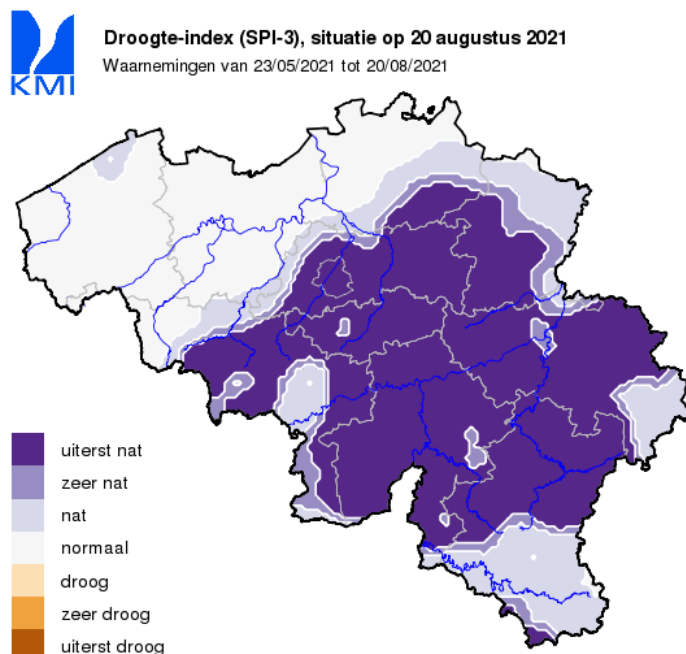 Droogte-index (SPI-3), situatie op 20 augustus 2021
Waarnemingen van 23/05/2021 tot 20/08/2021
KMI
uiterst nat
zeer nat
nat
normaal
droog
zeer droog
uiterst droog